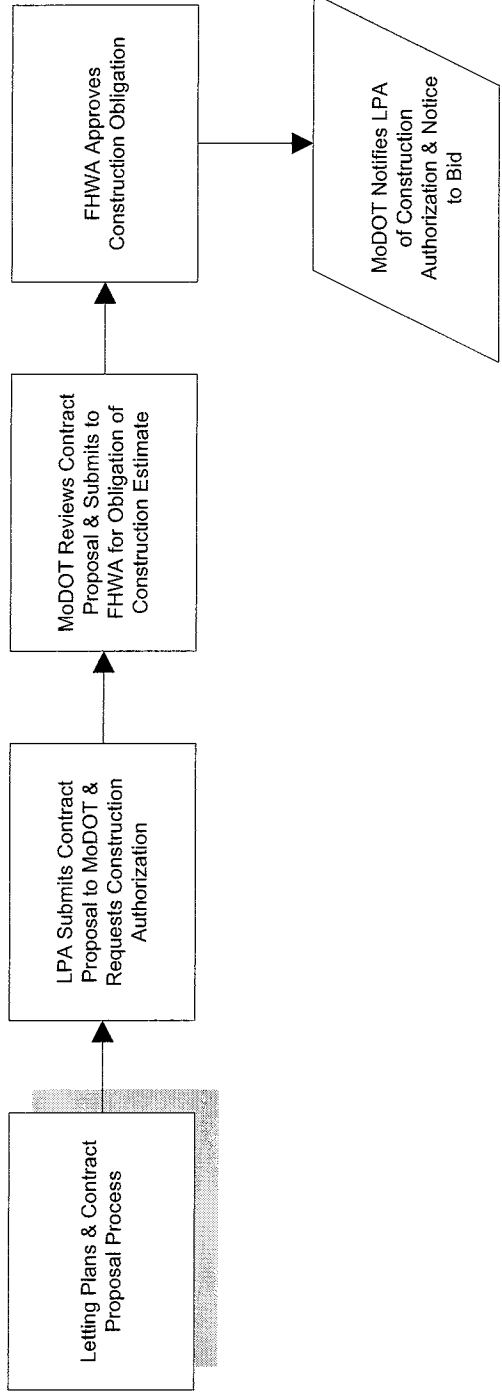 Letting Plans & Contract
Proposal Process
LPA Submits Contract
Proposal to MoDOT &
Requests Construction
Authorization
MoDOT Reviews Contract
Proposal & Submits to
FHWA for Obligation of
Construction Estimate
FHWA Approves
Construction Obligation
MoDOT Notifies LPA
of Construction
Authorization & Notice
to Bid